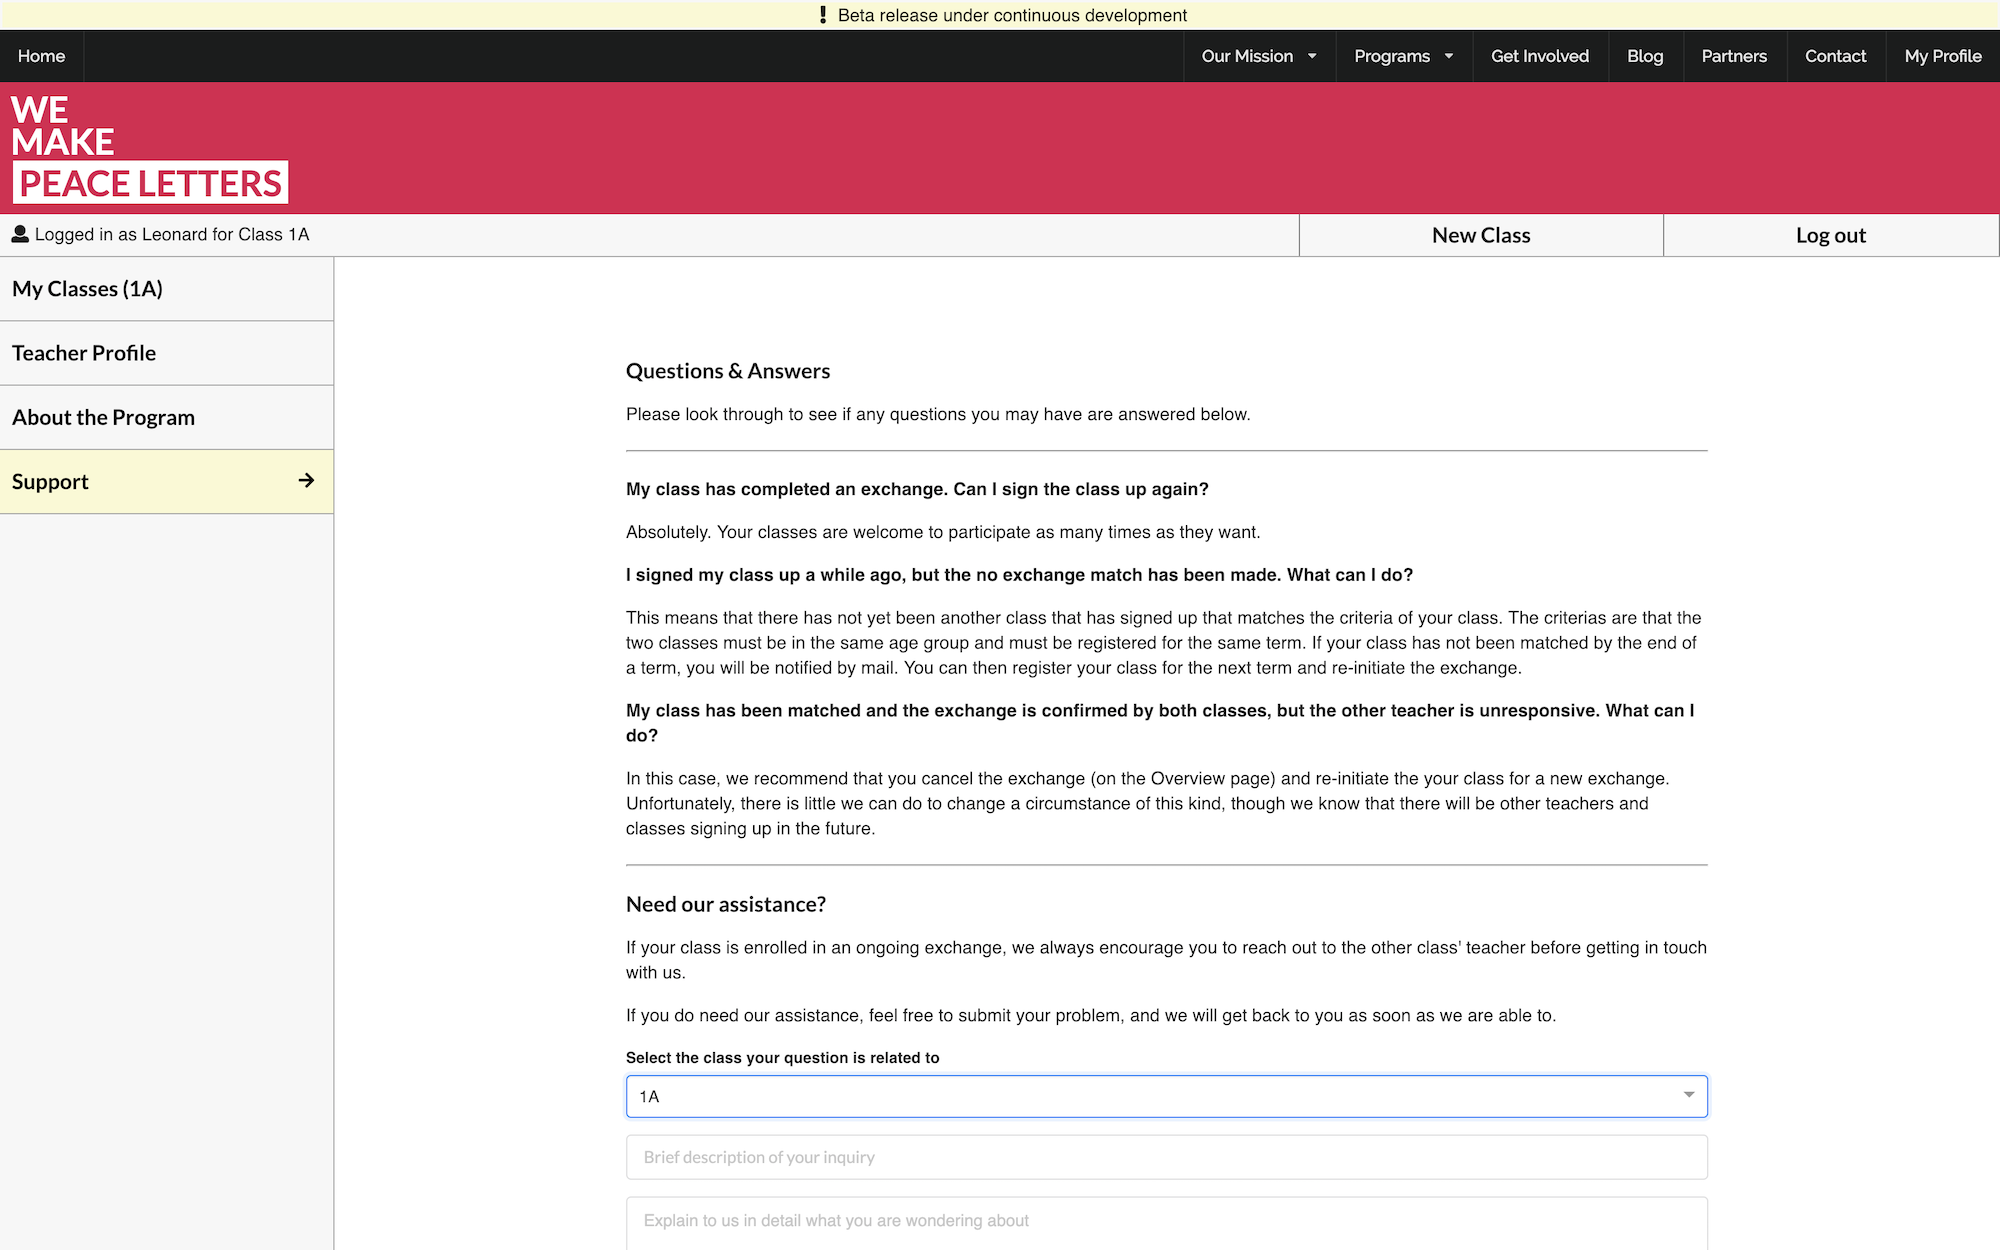 Beta release under continuous development
Home
Our Mission
Programs
Get Involved
Blog
Partners
Contact
My Profile
WE
MAKE
PEACE LETTERS
Logged in as Leonard for Class 1A
New Class
Log out
My Classes (1A)
Teacher Profile
About the Program
Support
Questions & Answers
Please look through to see if any questions you may have are answered below.
My class has completed an exchange. Can I sign the class up again?
Absolutely. Your classes are welcome to participate as many times as they want.
I signed my class up a while ago, but the no exchange match has been made. What can I do?
This means that there has not yet been another class that has signed up that matches the criteria of your class. The criterias are that the
two classes must be in the same age group and must be registered for the same term. If your class has not been matched by the end of
a term, you will be notified by mail. You can then register your class for the next term and re-initiate the exchange.
My class has been matched and the exchange is confirmed by both classes, but the other teacher is unresponsive. What can I
do?
In this case, we recommend that you cancel the exchange (on the Overview page) and re-initiate the your class for a new exchange.
Unfortunately, there is little we can do to change a circumstance of this kind, though we know that there will be other teachers and
classes signing up in the future.
Need our assistance?
If your class is enrolled in an ongoing exchange, we always encourage you to reach out to the other class' teacher before getting in touch
with us.
If you do need our assistance, feel free to submit your problem, and we will get back to you as soon as we are able to.
Select the class your question is related to
1A
Brief description of your inquiry
Explain to us in detail what you are wondering about